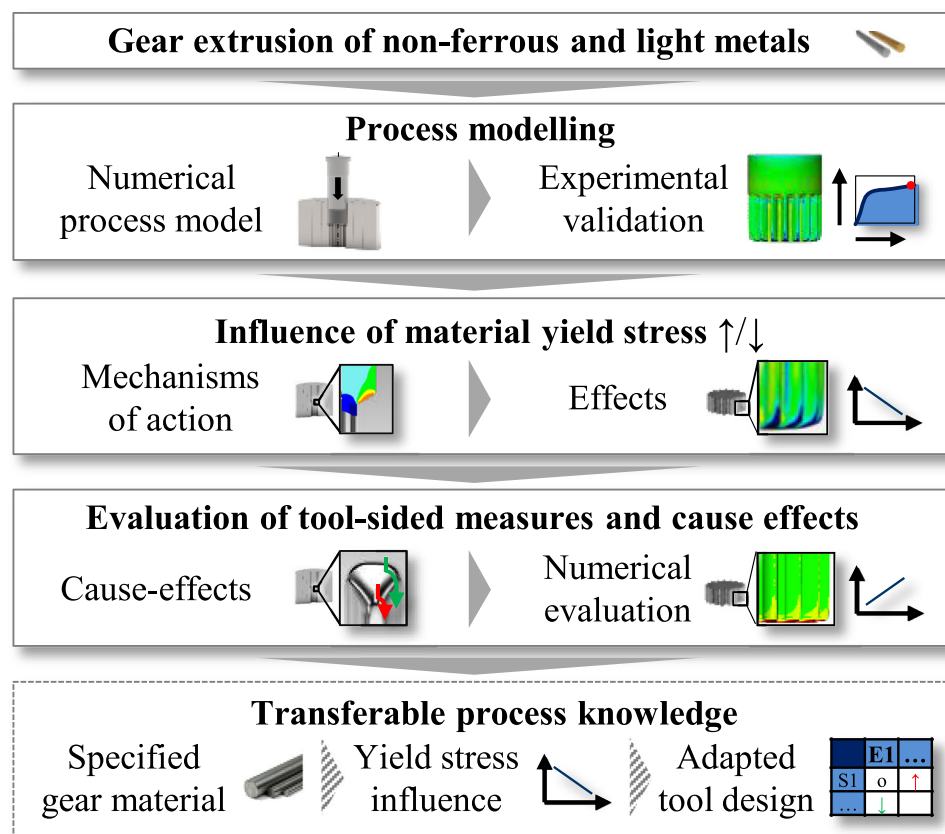 Gear extrusion of non-ferrous and light metals
Process modelling
Numerical
process model
Experimental
validation
Influence of material yield stress ↑/↓
Mechanisms
of action
Effects
Evaluation of tool-sided measures and cause effects
Cause-effects
Numerical
evaluation
Transferable process knowledge
Specified
gear material
Yield stress
influence
Adapted
tool design
E1 ...
S1 o ↑
... ↓